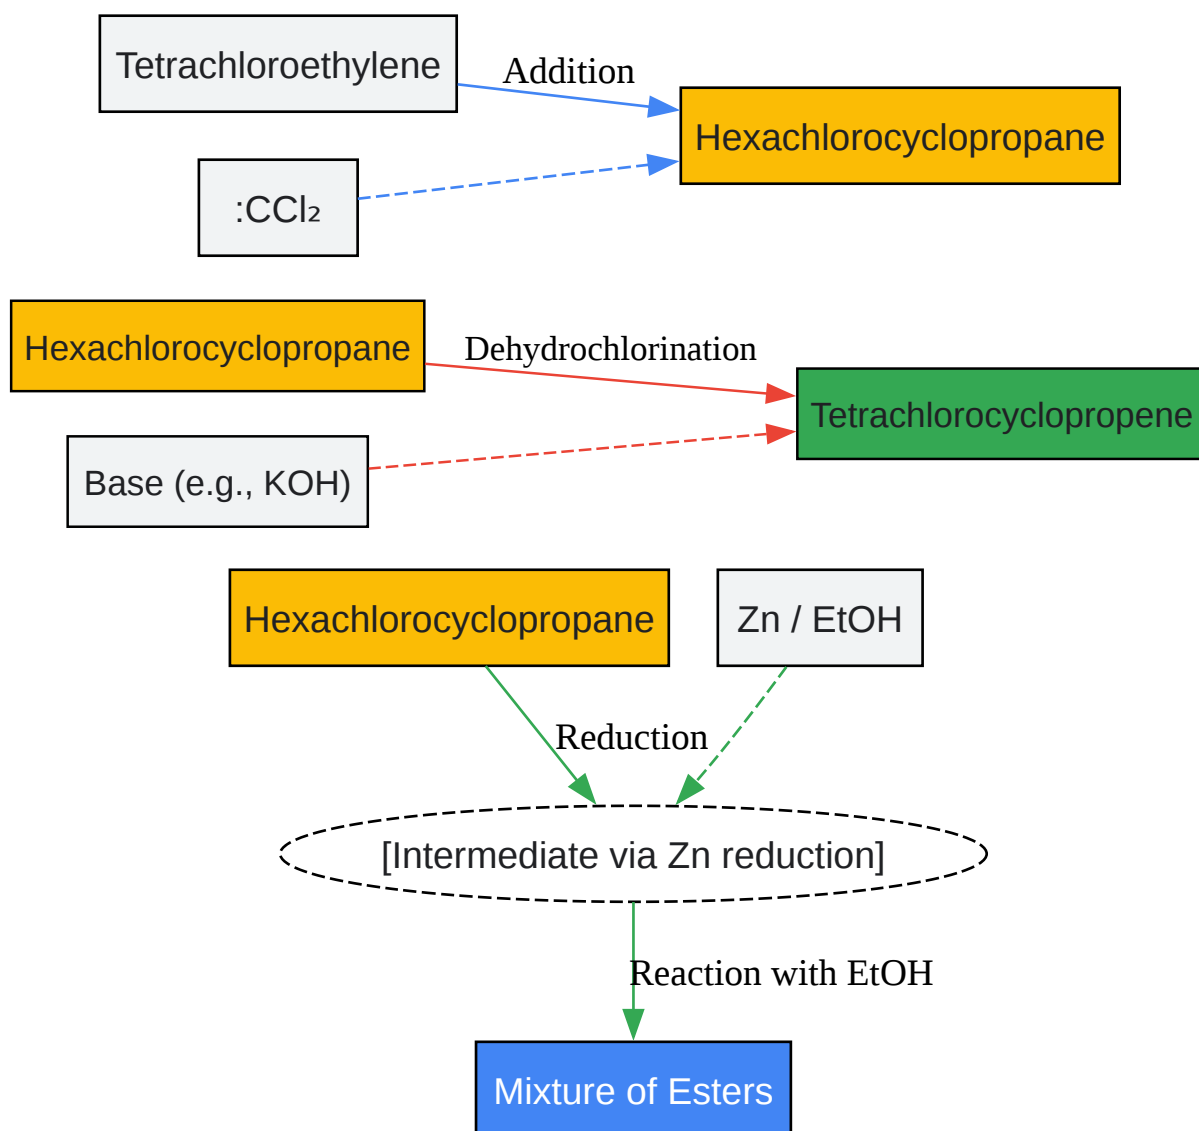 Tetrachloroethylene
Addition
Hexachlorocyclopropane
:CCl₂
Hexachlorocyclopropane
Dehydrochlorination
Tetrachlorocyclopropene
Base (e.g., KOH)
Hexachlorocyclopropane
Zn / EtOH
Reduction
[Intermediate via Zn reduction]
Reaction with EtOH
Mixture of Esters